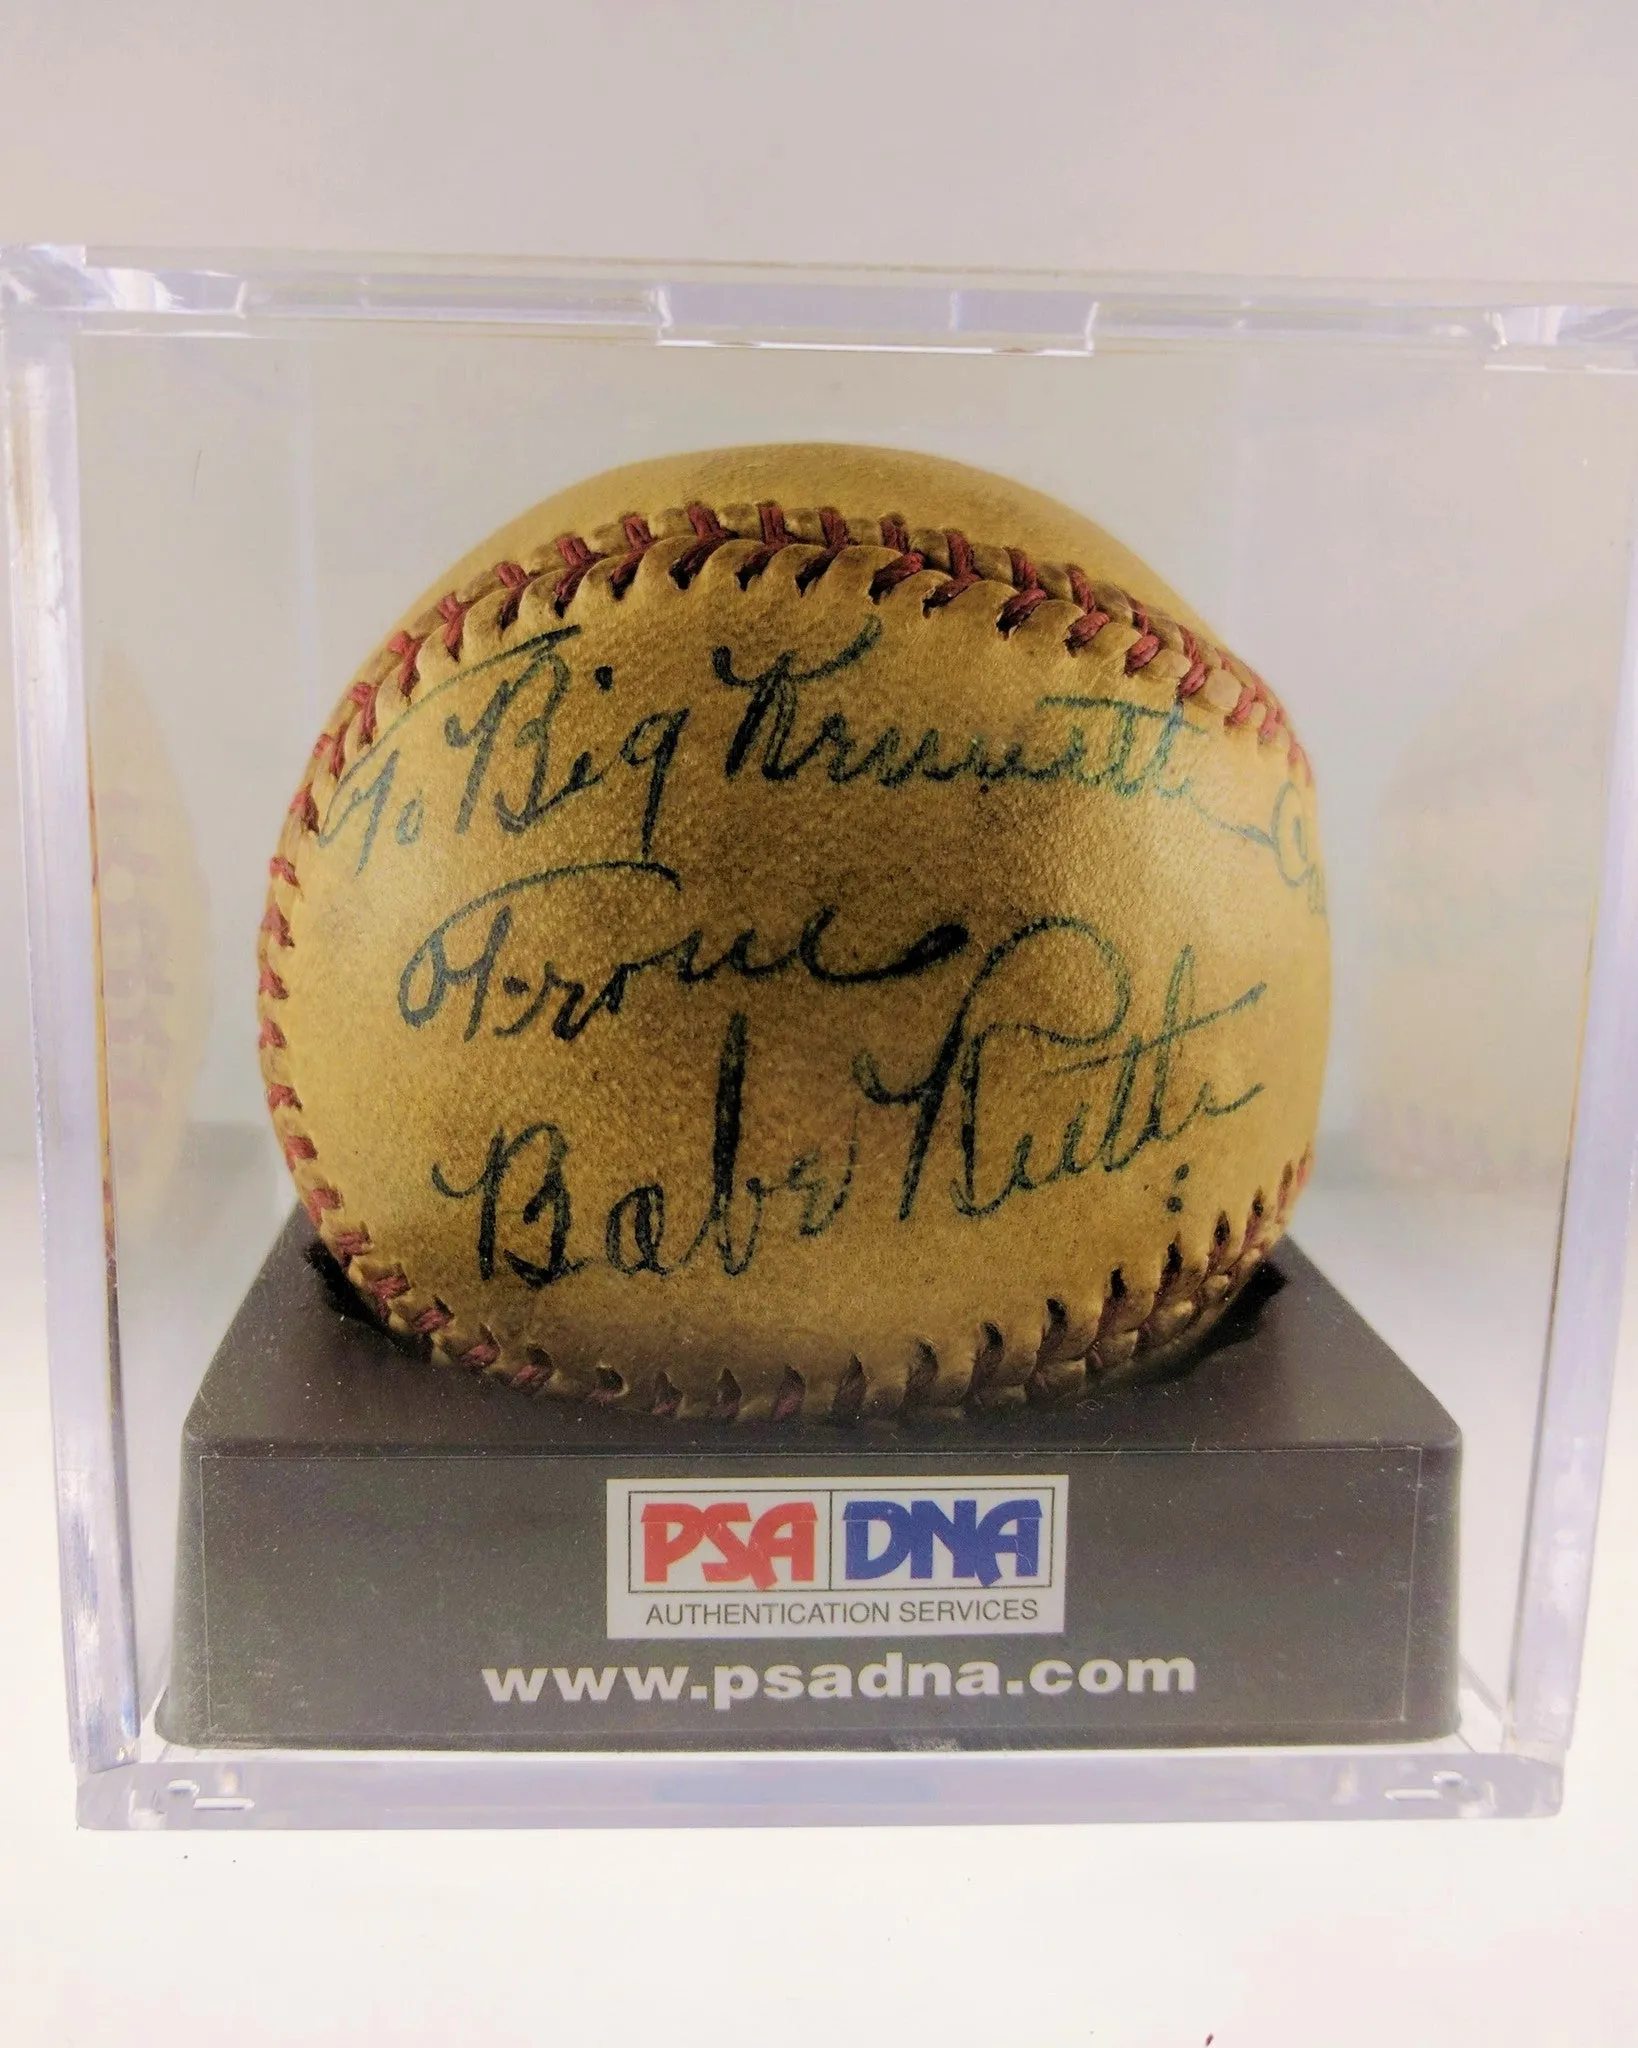 To Big
From
Babe Ruth
PSA DNA
AUTHENTICATION SERVICES
www.psadna.com